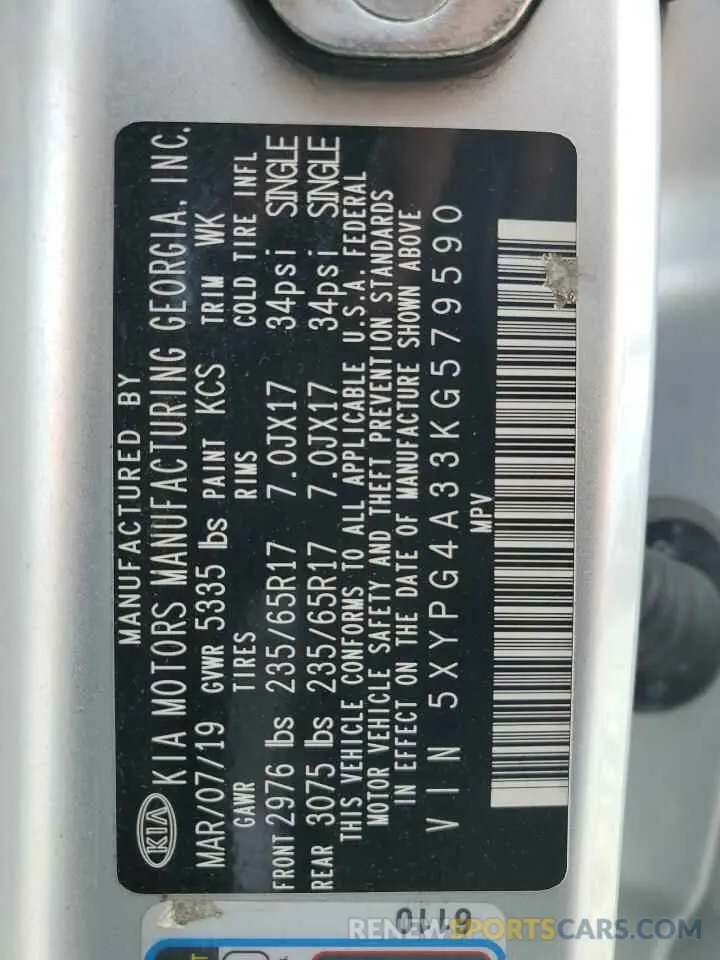 MANUFACTURED BY
KIA KIA MOTORS MANUFACTURING GEORGIA, INC.
MAR/07/19 GVWR 5335 lbs PAINT KCS TRIM WK
GAWR TIRES RIMS COLD TIRE INFL
FRONT 2976 lbs 235/65R17 7.0JX17 34psi SINGLE
REAR 3075 lbs 235/65R17 7.0JX17 34psi SINGLE
THIS VEHICLE CONFORMS TO ALL APPLICABLE U.S.A. FEDERAL
MOTOR VEHICLE SAFETY AND THEFT PREVENTION STANDARDS
IN EFFECT ON THE DATE OF MANUFACTURE SHOWN ABOVE
VIN 5XYPG4A33KG579590
MPV
6110
RENEWSPORTSCARS.COM